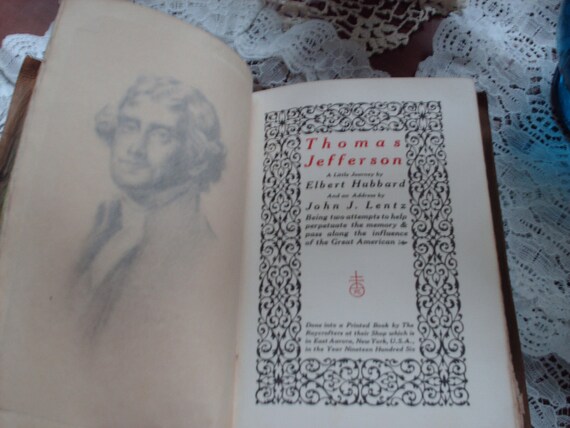 Thomas
Jefferson
A Little Journey by
Elbert Hubbard
And an Address by
John J. Lentz
Being two attempts to help
perpetuate the memory &
pass along the influence
of the Great American
Done into a Printed Book by The
Roycrofters at their Shop which is
in East Aurora, New York, U.S.A.,
in the Year Nineteen Hundred Six